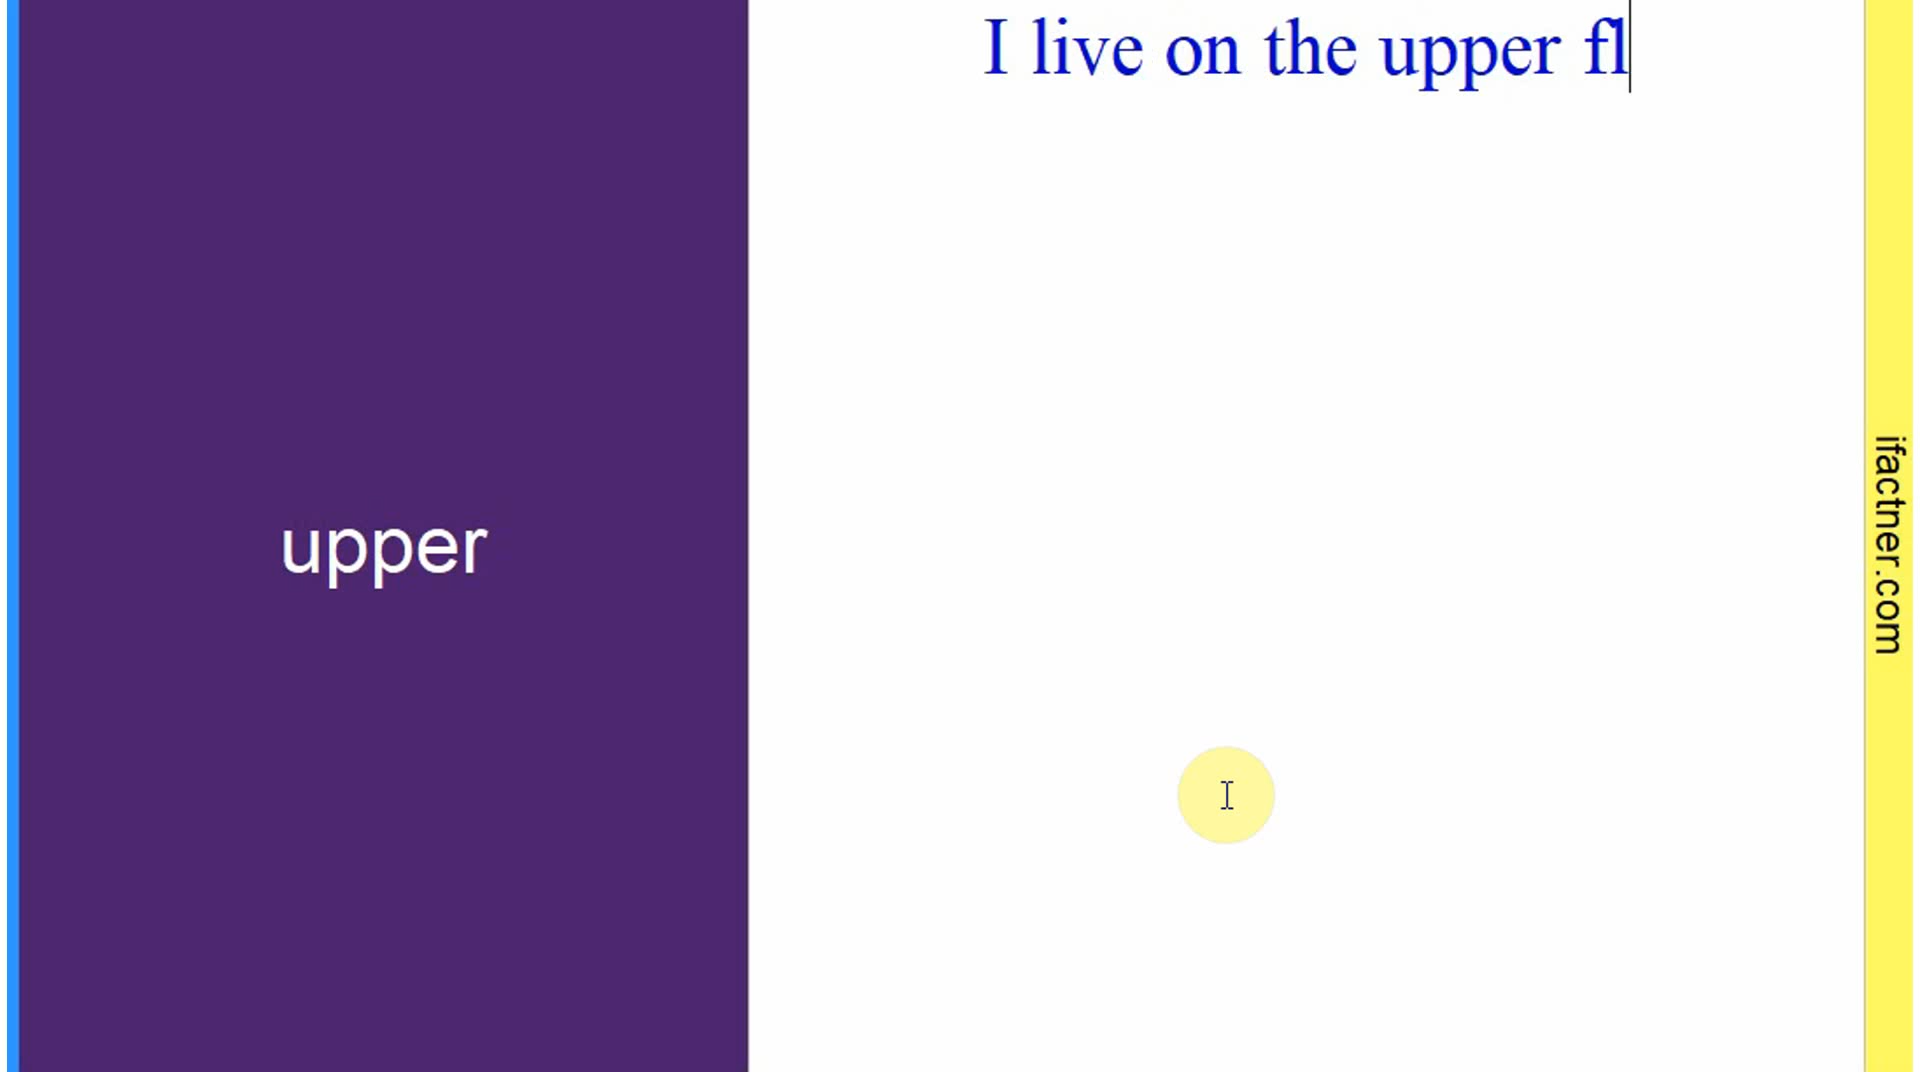 I live on the upper fl
upper
ifactner.com